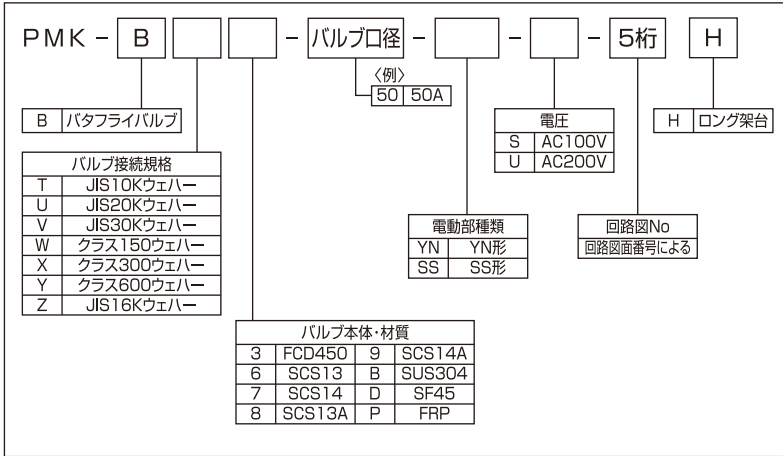 PMK - B - バルブ口径 - - - 5桁 H
〈例〉
50 50A
B バタフライバルブ
バルブ接続規格
T JIS10Kウェハー
U JIS20Kウェハー
V JIS30Kウェハー
W クラス150ウェハー
X クラス300ウェハー
Y クラス600ウェハー
Z JIS16Kウェハー
電圧
S AC100V
U AC200V
H ロング架台
電動部種類
YN YN形
SS SS形
回路図No
回路図面番号による
バルブ本体・材質
3 FCD450 9 SCS14A
6 SCS13 B SUS304
7 SCS14 D SF45
8 SCS13A P FRP